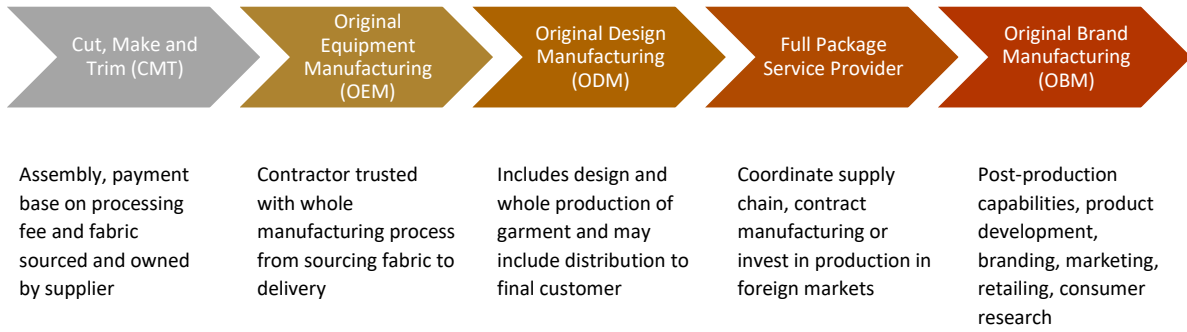 Cut, Make and
Trim (CMT)
Original
Equipment
Manufacturing
(OEM)
Original Design
Manufacturing
(ODM)
Full Package
Service Provider
Original Brand
Manufacturing
(OBM)
Assembly, payment
base on processing
fee and fabric
sourced and owned
by supplier
Contractor trusted
with whole
manufacturing process
from sourcing fabric to
delivery
Includes design and
whole production of
garment and may
include distribution to
final customer
Coordinate supply
chain, contract
manufacturing or
invest in production in
foreign markets
Post-production
capabilities, product
development,
branding, marketing,
retailing, consumer
research